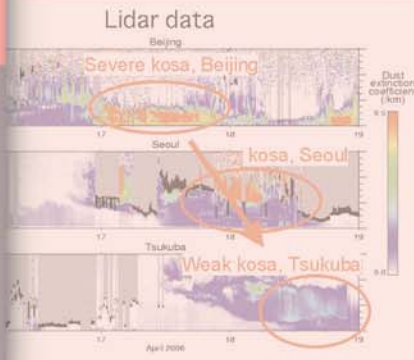 Lidar data
Beijing
Severe kosa, Beijing
Dust
extinction
coefficient
(/km)
17
18
19
Seoul
kosa, Seoul
17
18
19
Tsukuba
Weak kosa, Tsukuba
17
18
19
April 2006